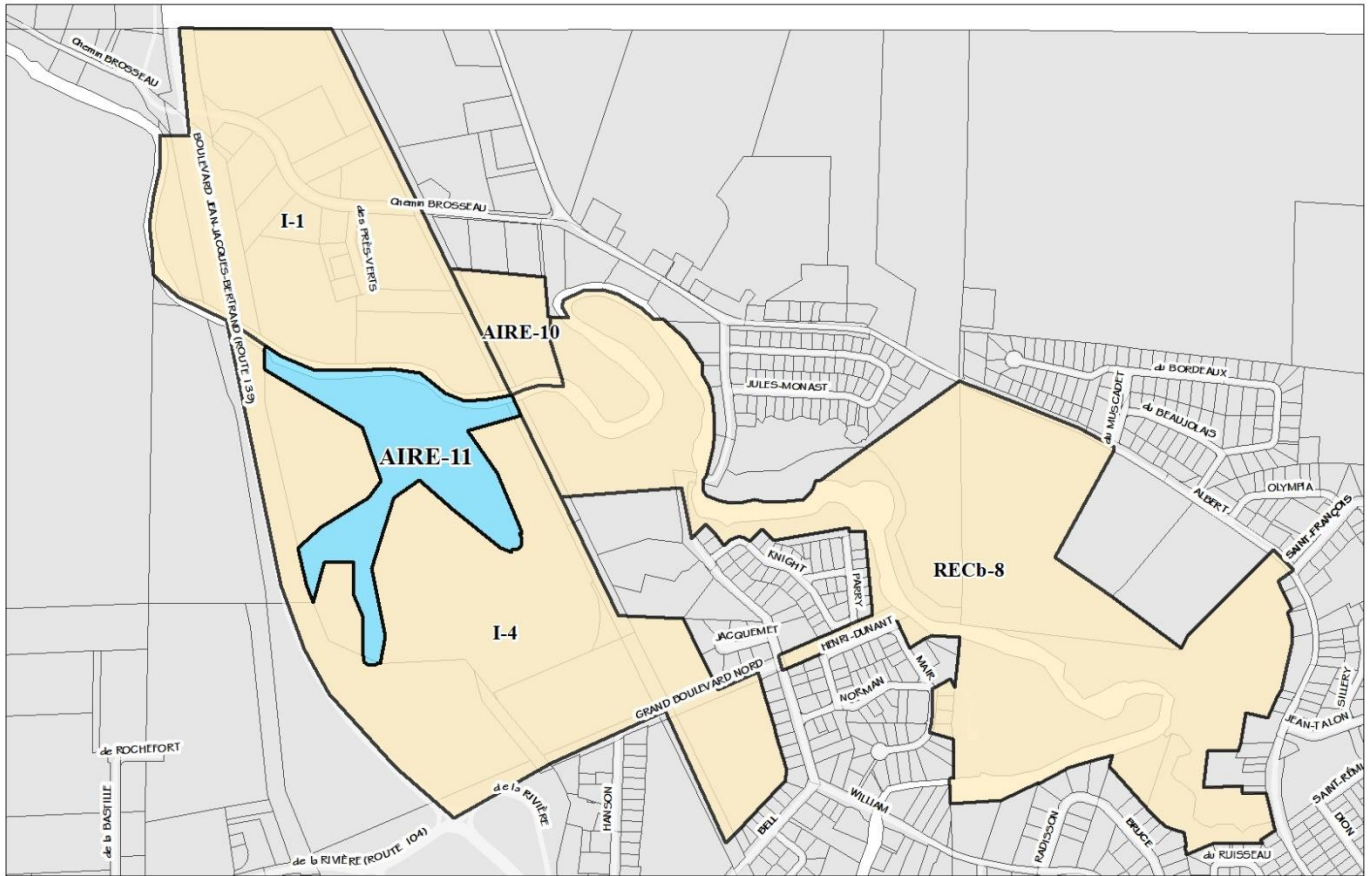 Chemin BROSSEAU
BOULEVARD JEAN-JACQUES-BERTRAND (ROUTE 139)
I-1
des PRÉS-VERTS
Chemin BROSSEAU
AIRE-10
JULES-MONAST
du BORDEAUX
du MUSCADET
du BEAUJOLAIS
ALBERT
OLYMPIA
SAINT-FRANÇOIS
AIRE-11
KNIGHT
PARRY
RECb-8
I-4
JACQUEMET
HENRI-DUNANT
MAIR
NORMAN
GRAND BOULEVARD NORD
SILLERY
JEAN-TALON
de ROCHEFORT
de la BASTILLE
de la RIVIÈRE
HANSON
WILLIAM
BELL
RADISSON
BRUCE
SAINT-RÉMI
DION
de la RIVIÈRE (ROUTE 104)
du RUISSEAU